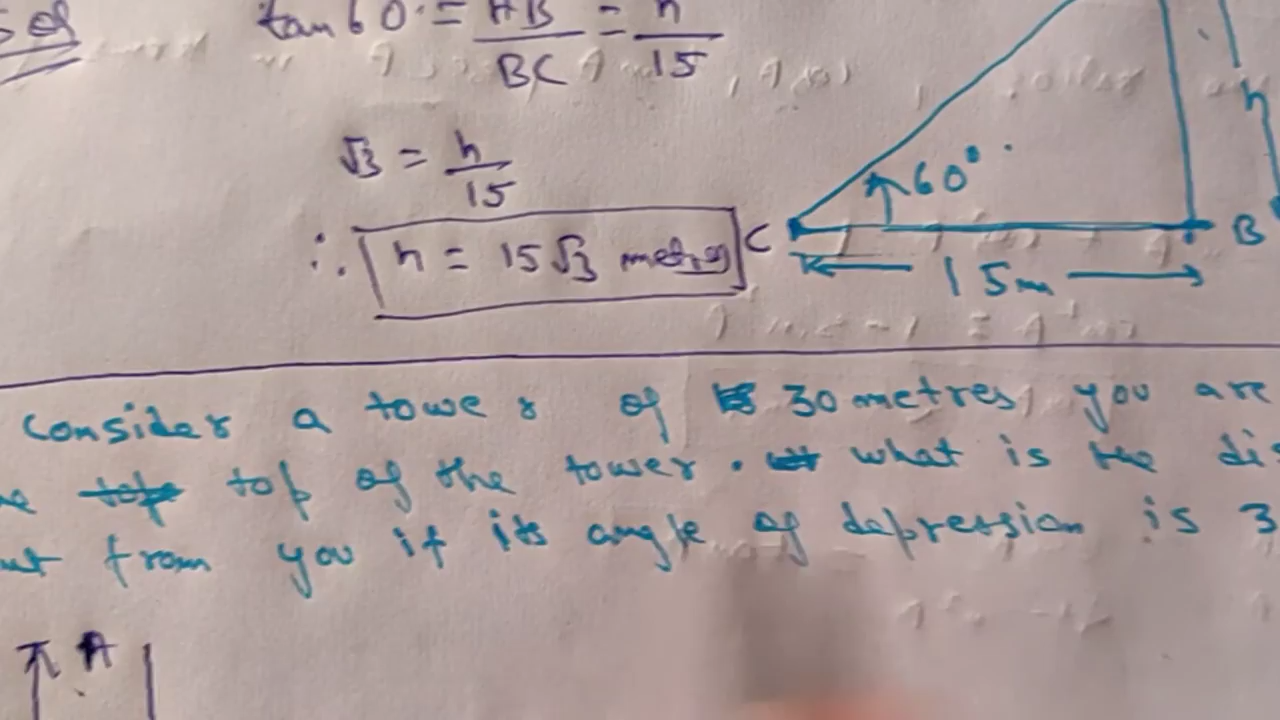 tan 60° = AB/BC = h/15
√3 = h/15
60°
h
∴ h = 15√3 metres
C
B
15m
Consider a tower of 30 metres, you are
top of the tower. what is the
from you if its angle of depression is 3
A